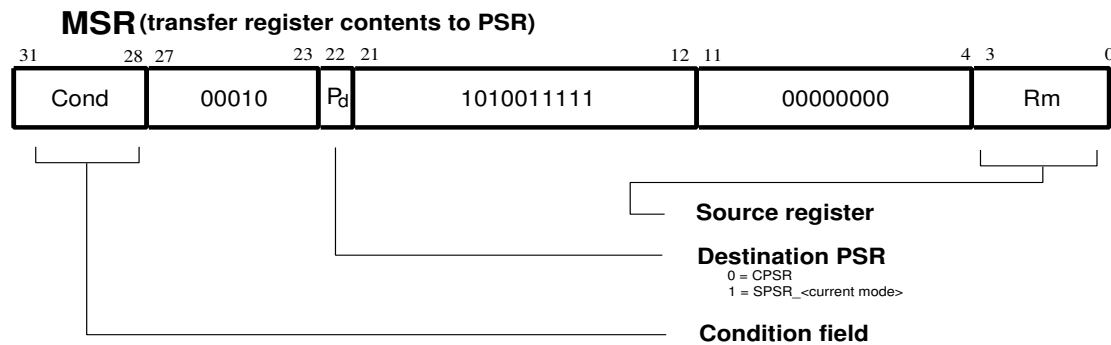 MSR (transfer register contents to PSR)
31 28 27 23 22 21 12 11 4 3 0
Cond 00010 Pd 1010011111 00000000 Rm
Source register
Destination PSR
0 = CPSR
1 = SPSR_<current mode>
Condition field